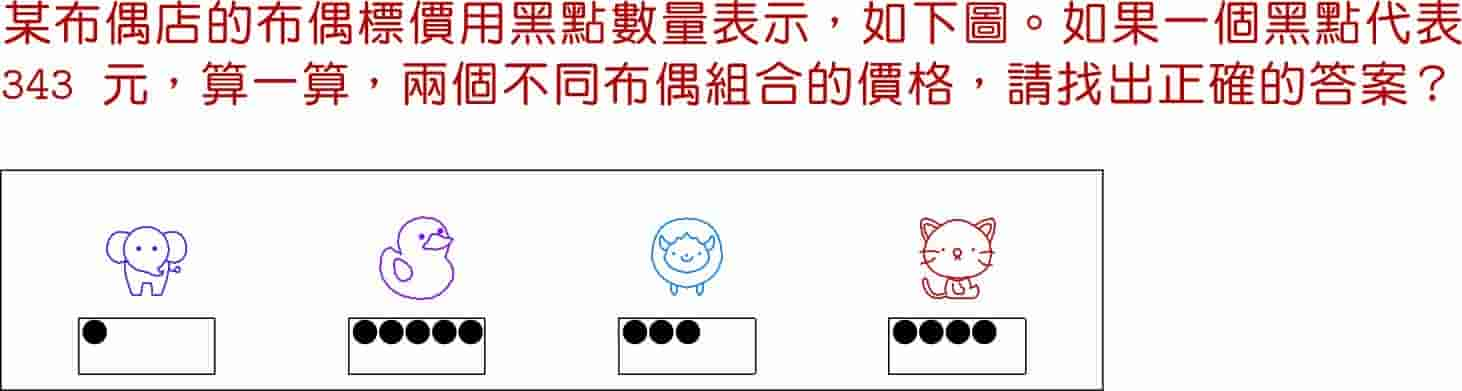 某布偶店的布偶標價用黑點數量表示，如下圖。如果一個黑點代表
343 元，算一算，兩個不同布偶組合的價格，請找出正確的答案？